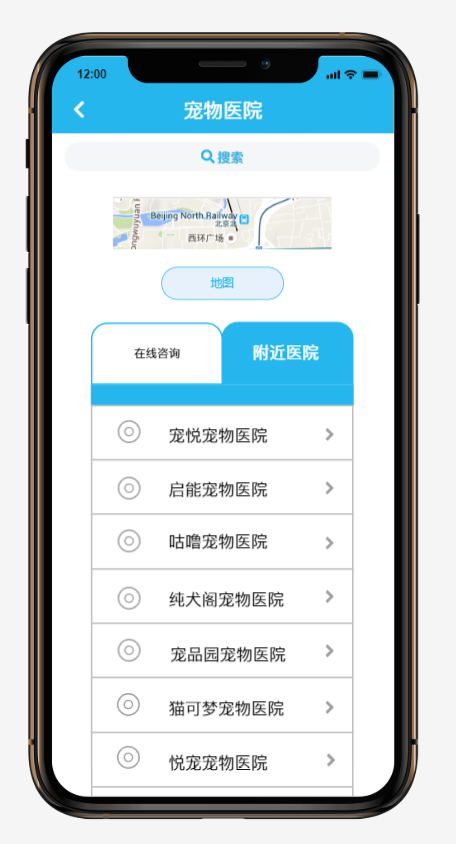 12:00
宠物医院
搜索
Beijing North Railway
北京北
西环广场
地图
在线咨询
附近医院
宠悦宠物医院
启能宠物医院
咕噜宠物医院
纯犬阁宠物医院
宠品园宠物医院
猫可梦宠物医院
悦宠宠物医院